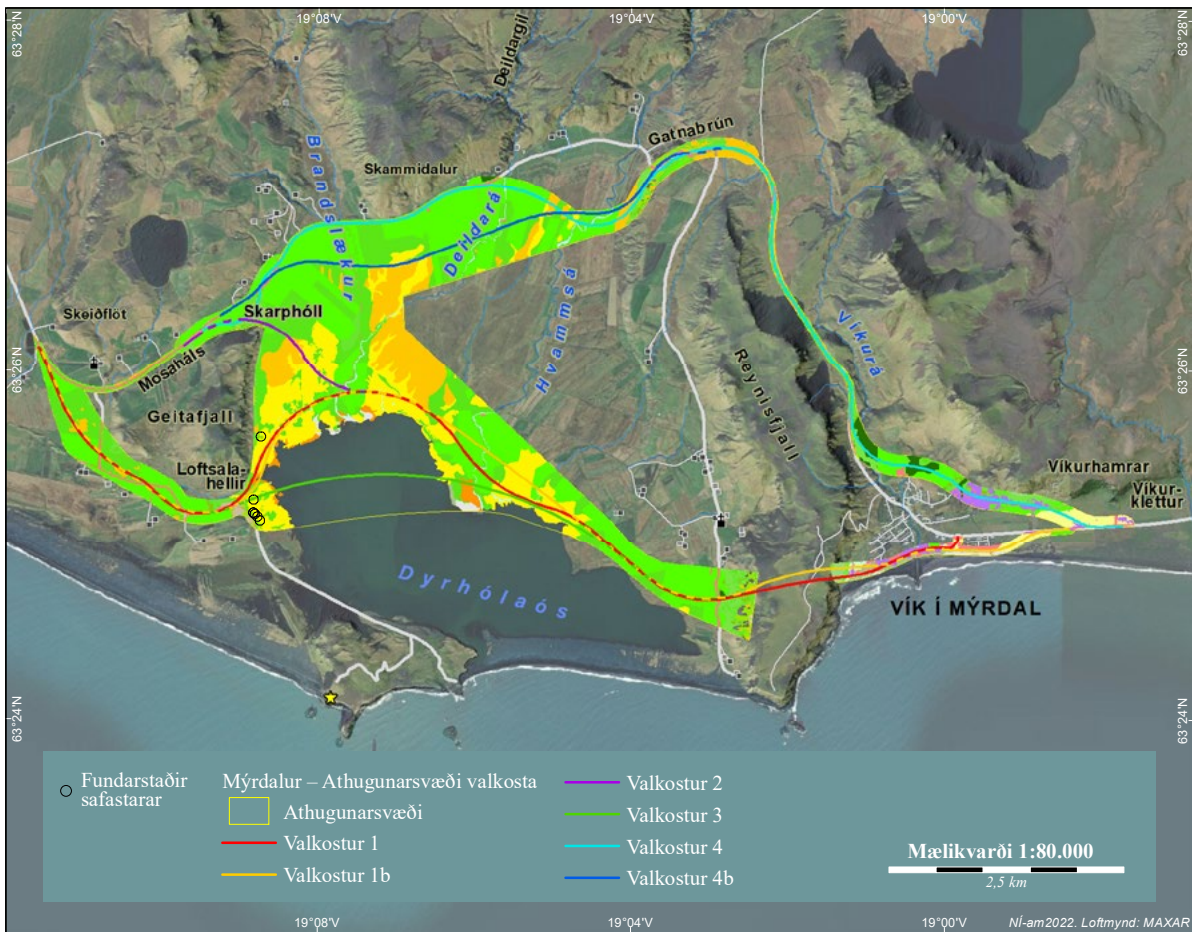 19°08'V
19°04'V
19°00'V
63°28'N
63°28'N
Deildargil
Gatnabrún
Brandslækur
Skammidalur
Deildará
Hvammsá
Skeiðflöt
Skarphóll
Mosaháls
Víkurá
63°26'N
63°26'N
Reynisfjall
Geitafjall
Loftsala-
hellir
Víkurhamrar
Víkur-
klettur
Dyrhólaós
VÍK Í MÝRDAL
63°24'N
63°24'N
Fundarstaðir
safastarar
Mýrdalur – Athugunarsvæði valkosta
Athugunarsvæði
Valkostur 1
Valkostur 1b
Valkostur 2
Valkostur 3
Valkostur 4
Valkostur 4b
Mælikvarði 1:80.000
2,5 km
19°08'V
19°04'V
19°00'V
NÍ-am2022. Loftmynd: MAXAR